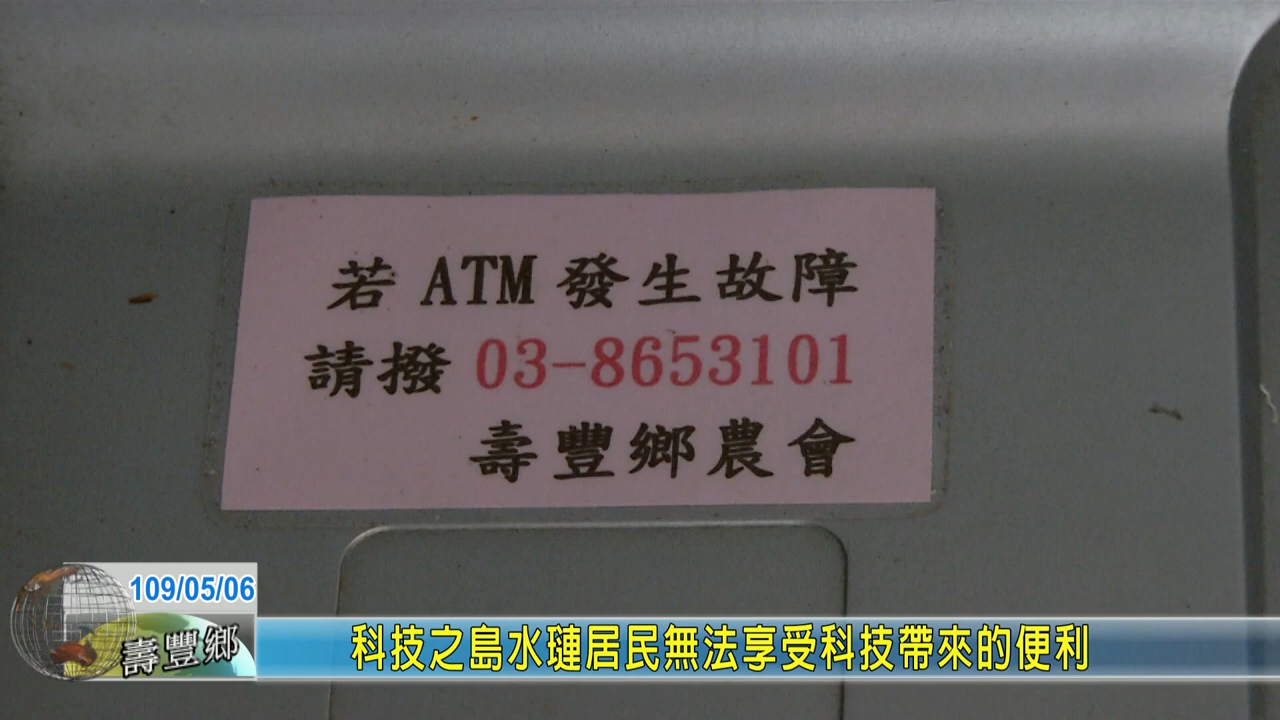 若 ATM 發生故障
請撥 03-8653101
壽豐鄉農會
109/05/06
壽豐鄉
科技之島水璉居民無法享受科技帶來的便利